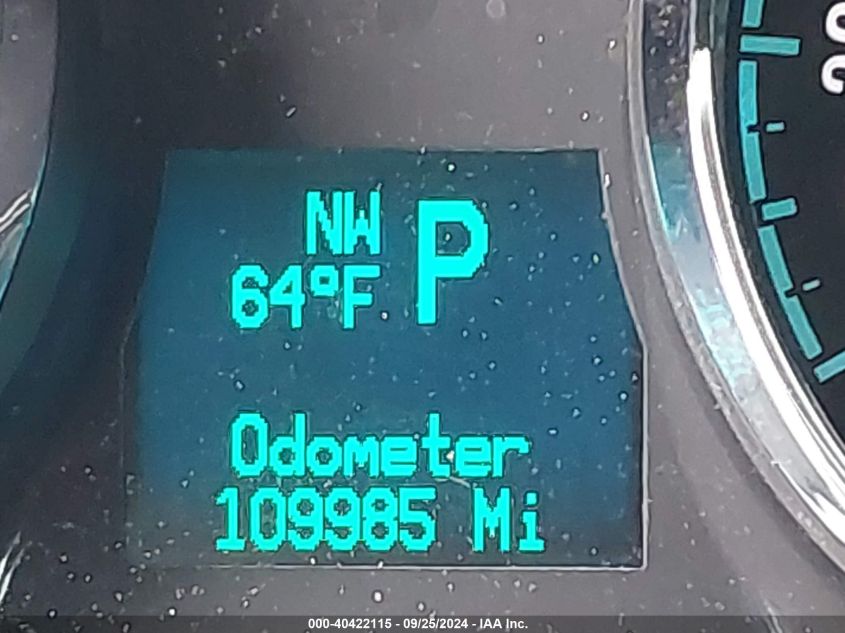 NW P
64°F
Odometer
109985 Mi
000-40422115 - 09/25/2024 - IAA Inc.